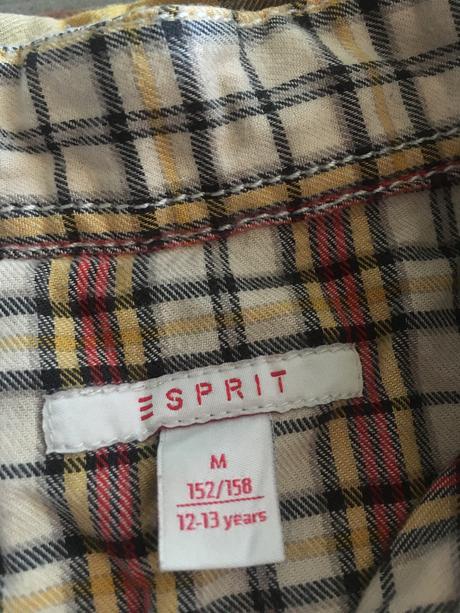 ESPRIT
M
152/158
12-13 years